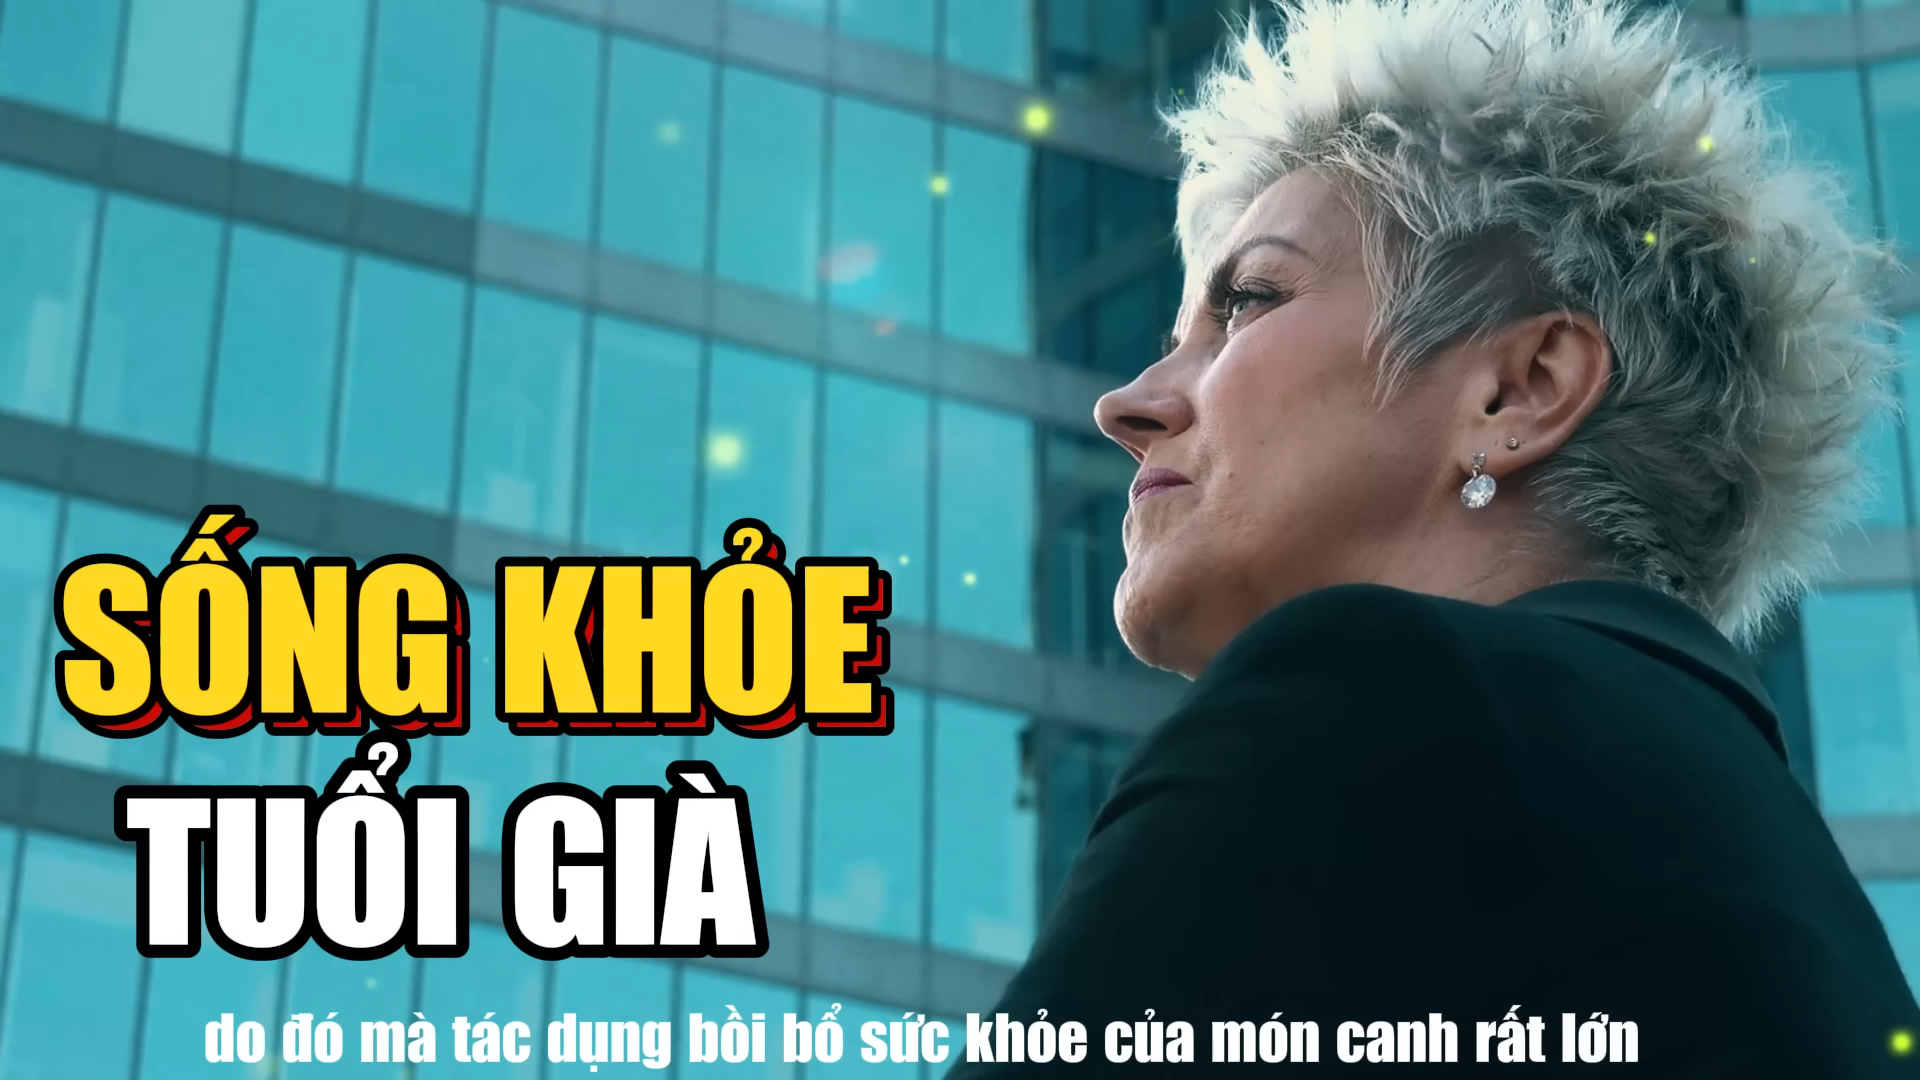 SỐNG KHỎE
TUỔI GIÀ
do đó mà tác dụng bồi bổ sức khỏe của món canh rất lớn